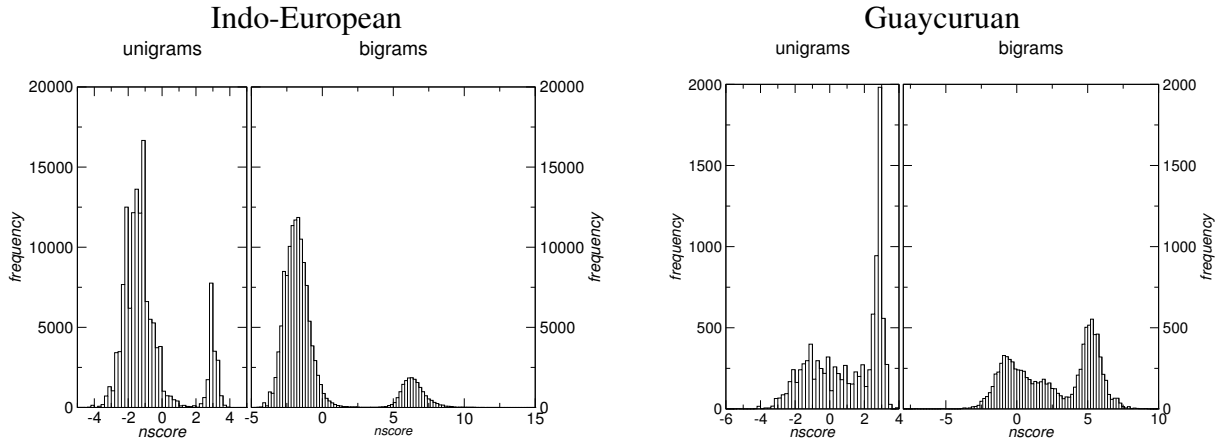 Indo-European
unigrams
bigrams
20000
15000
10000
5000
0
frequency
-4 -2 0 2 4
nscore
-5 0 5 10 15
nscore
20000
15000
10000
5000
0
frequency
Guaycuruan
unigrams
bigrams
2000
1500
1000
500
0
frequency
-6 -4 -2 0 2 4
nscore
-5 0 5 10
nscore
2000
1500
1000
500
0
frequency